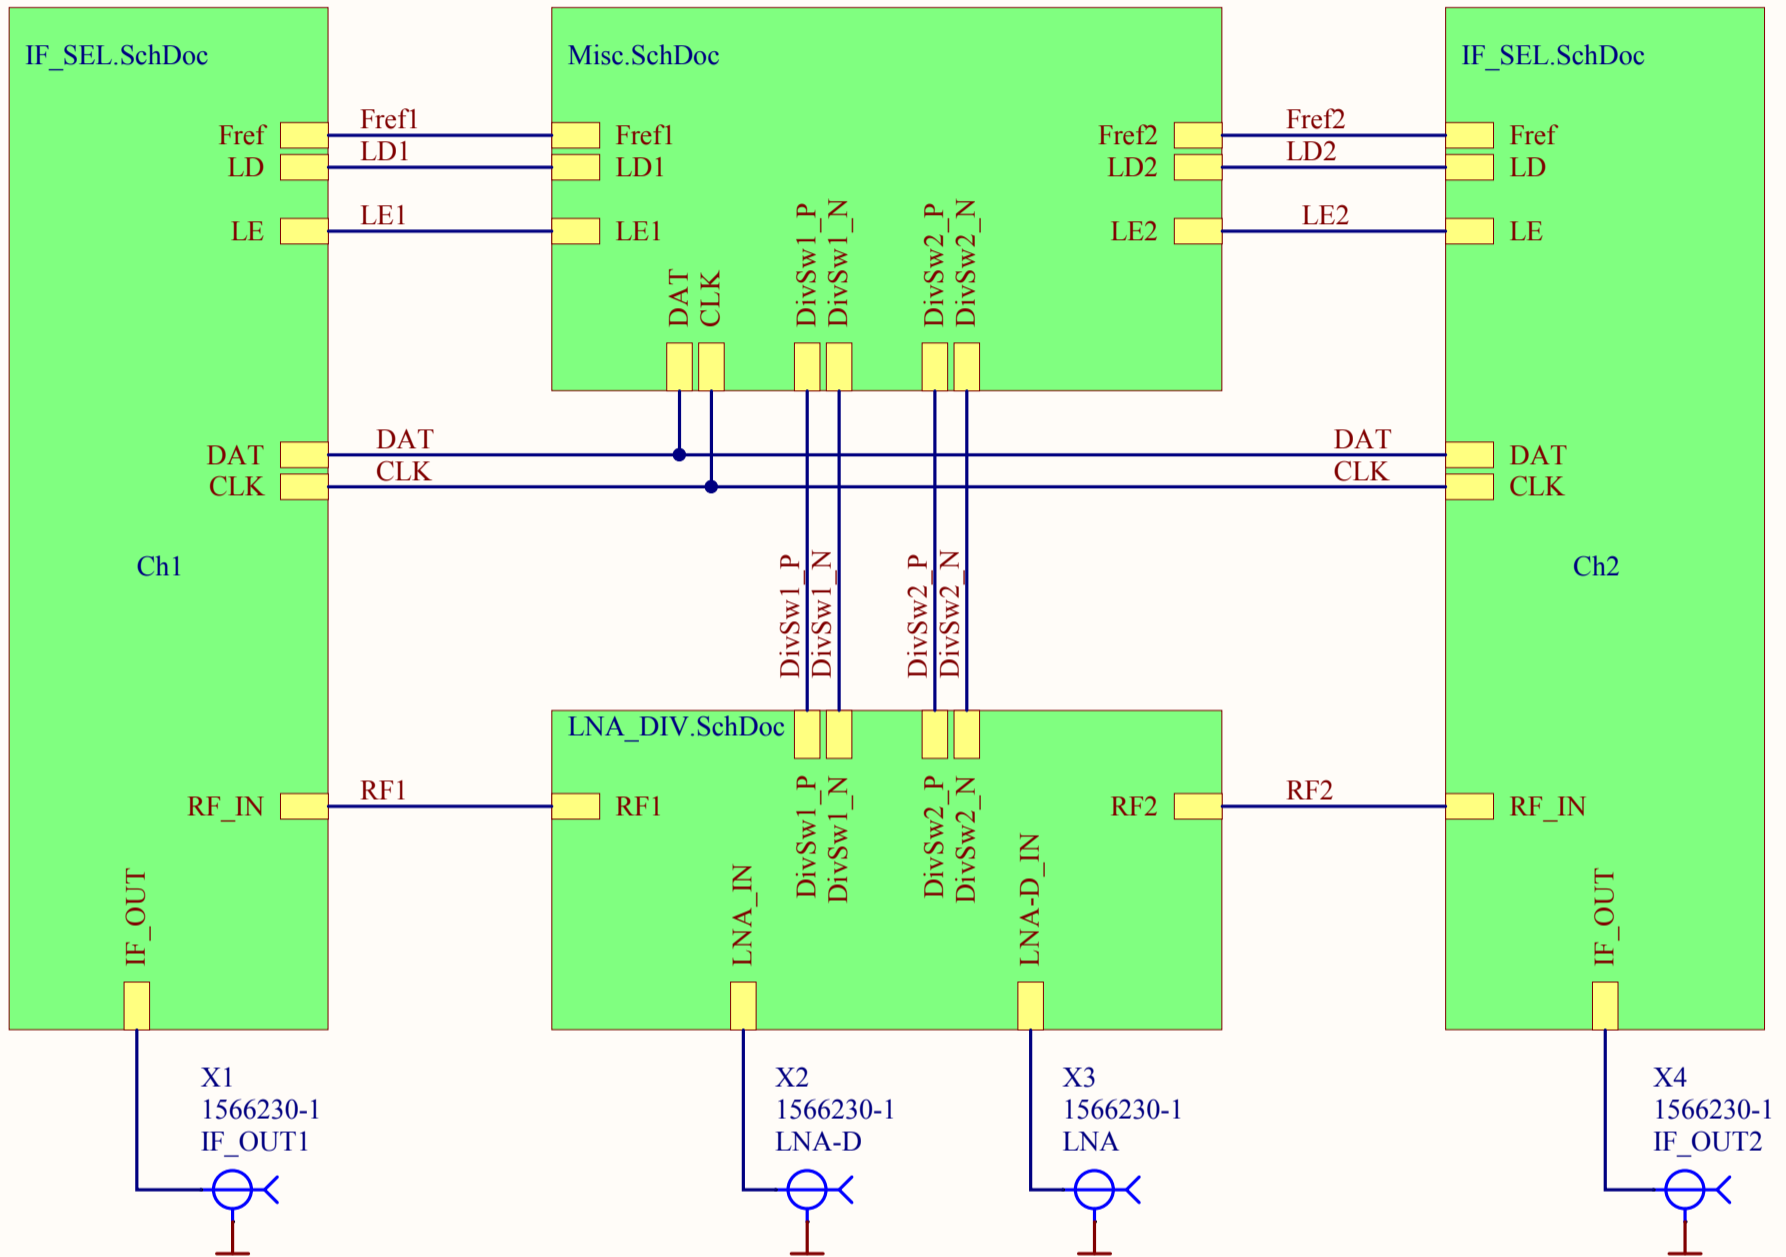 IF_SEL.SchDoc
Misc.SchDoc
IF_SEL.SchDoc
Fref
Fref1
Fref1
Fref2
Fref2
Fref
LD
LD1
LD1
LD2
LD2
LD
LE
LE1
LE1
LE2
LE2
LE
DAT
CLK
DivSw1_P
DivSw1_N
DivSw2_P
DivSw2_N
DAT
DAT
DAT
DAT
CLK
CLK
CLK
CLK
Ch1
Ch2
DivSw1_P
DivSw1_N
DivSw2_P
DivSw2_N
LNA_DIV.SchDoc
RF_IN
RF1
RF1
DivSw1_P
DivSw1_N
DivSw2_P
DivSw2_N
RF2
RF2
RF_IN
IF_OUT
LNA_IN
LNA-D_IN
IF_OUT
X1
1566230-1
IF_OUT1
X2
1566230-1
LNA-D
X3
1566230-1
LNA
X4
1566230-1
IF_OUT2